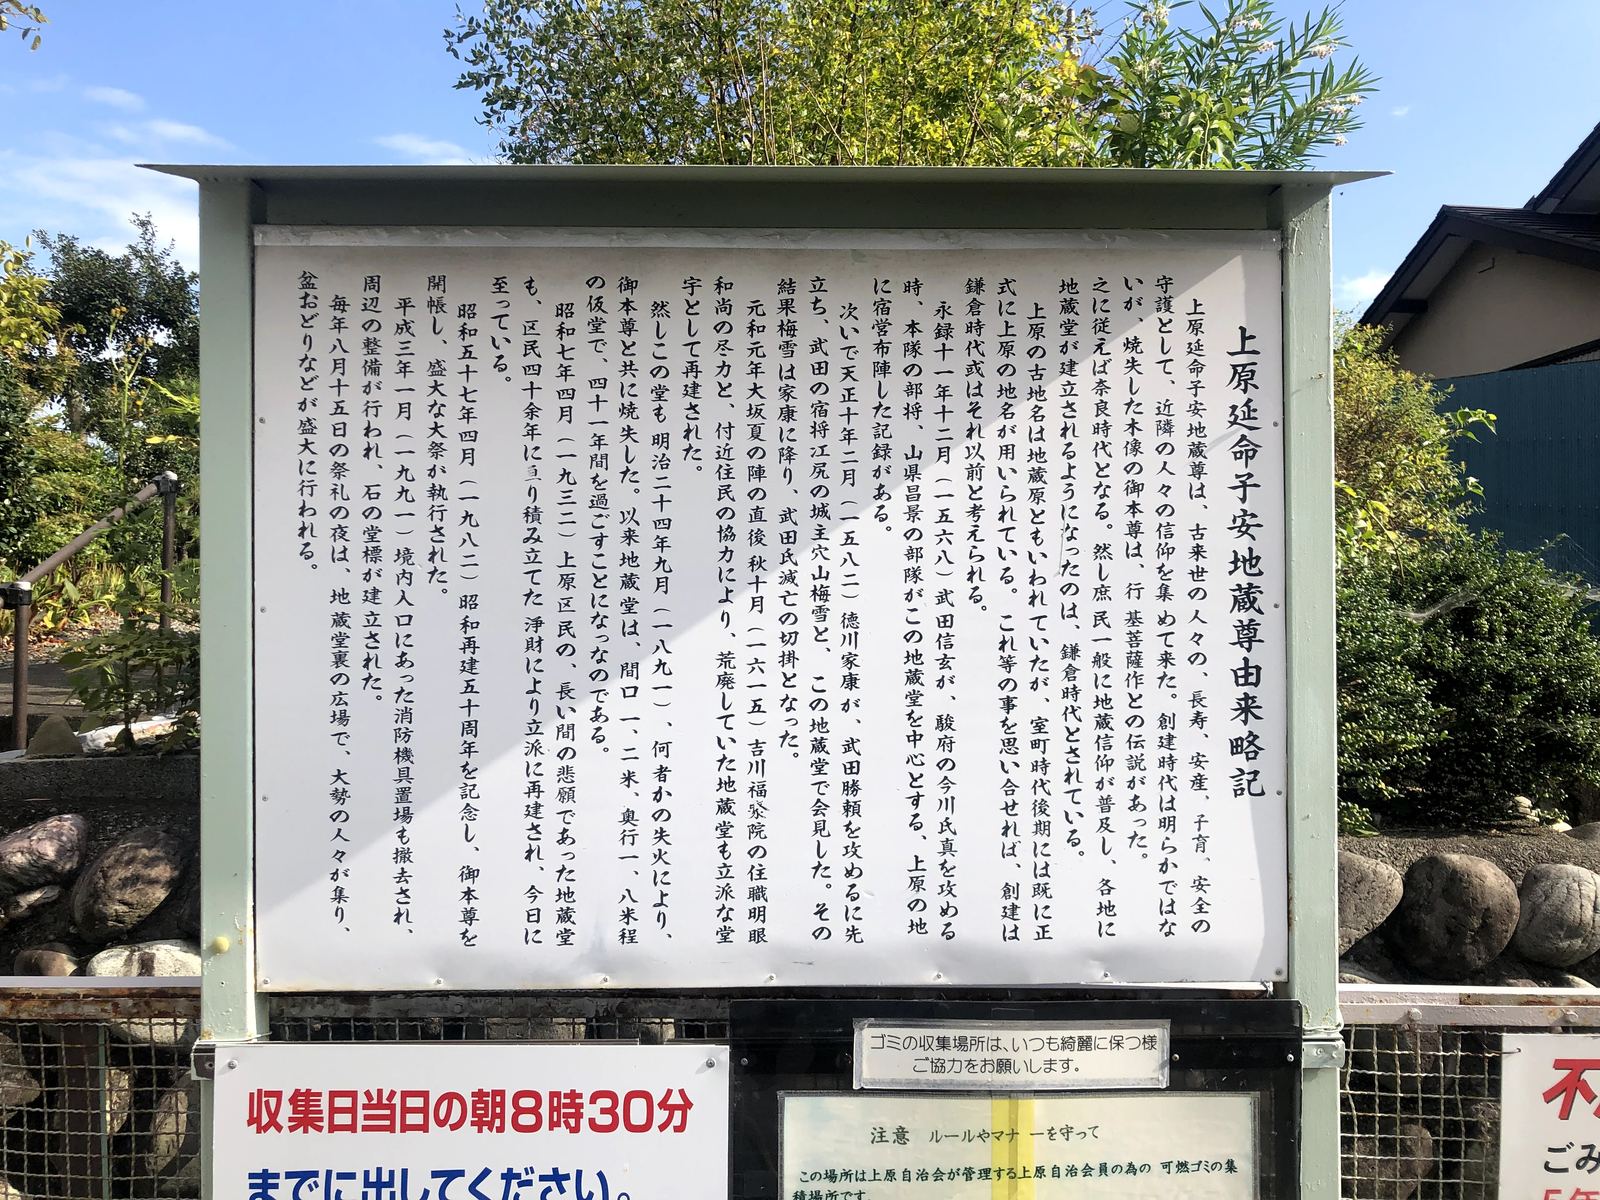 上原延命子安地蔵尊由来略記
上原延命子安地蔵尊は、古来世の人々の、長寿、安産、子育、安全の
守護として、近隣の人々の信仰を集めて来た。創建時代は明らかではな
いが、焼失した木像の御本尊は、行基菩薩作との伝説があった。
之に従えば奈良時代となる。然し庶民一般に地蔵信仰が普及し、各地に
地蔵堂が建立されるようになったのは、鎌倉時代とされている。
上原の古地名は地蔵原ともいわれていたが、室町時代後期には既に正
式に上原の地名が用いられている。これ等の事を思い合せれば、創建は
鎌倉時代或はそれ以前と考えられる。
永録十一年十二月(一五六八)武田信玄が、駿府の今川氏真を攻める
時、本隊の部将、山県昌景の部隊がこの地蔵堂を中心とする、上原の地
に宿営布陣した記録がある。
次いで天正十年二月(一五八二)徳川家康が、武田勝頼を攻めるに先
立ち、武田の宿将江尻の城主穴山梅雪と、この地蔵堂で会見した。その
結果梅雪は家康に降り、武田氏滅亡の切掛となった。
元和元年大坂夏の陣の直後秋十月(一六一五)吉川福聚院の住職明眼
和尚の尽力と、付近住民の協力により、荒廃していた地蔵堂も立派な堂
宇として再建された。
然しこの堂も明治二十四年九月(一八九一)、何者かの失火により、
御本尊と共に焼失した。以来地蔵堂は、間口一、二米、奥行一、八米程
の仮堂で、四十一年間を過ごすことになっなのである。
昭和七年四月(一九三二)上原区民の、長い間の悲願であった地蔵堂
も、区民四十余年に亘り積み立てた浄財により立派に再建され、今日に
至っている。
昭和五十七年四月(一九八二)昭和再建五十周年を記念し、御本尊を
開帳し、盛大な大祭が執行された。
平成三年一月(一九九一)境内入口にあった消防機具置場も撤去され、
周辺の整備が行われ、石の堂標が建立された。
毎年八月十五日の祭礼の夜は、地蔵堂裏の広場で、大勢の人々が集り、
盆おどりなどが盛大に行われる。
収集日当日の朝8時30分
までに出してください。
ゴミの収集場所は、いつも綺麗に保つ様
ご協力をお願いします。
注意 ルールやマナーを守って
この場所は上原自治会が管理する上原自治会員の為の 可燃ゴミの集
積場所です。
不
ごみ
5年